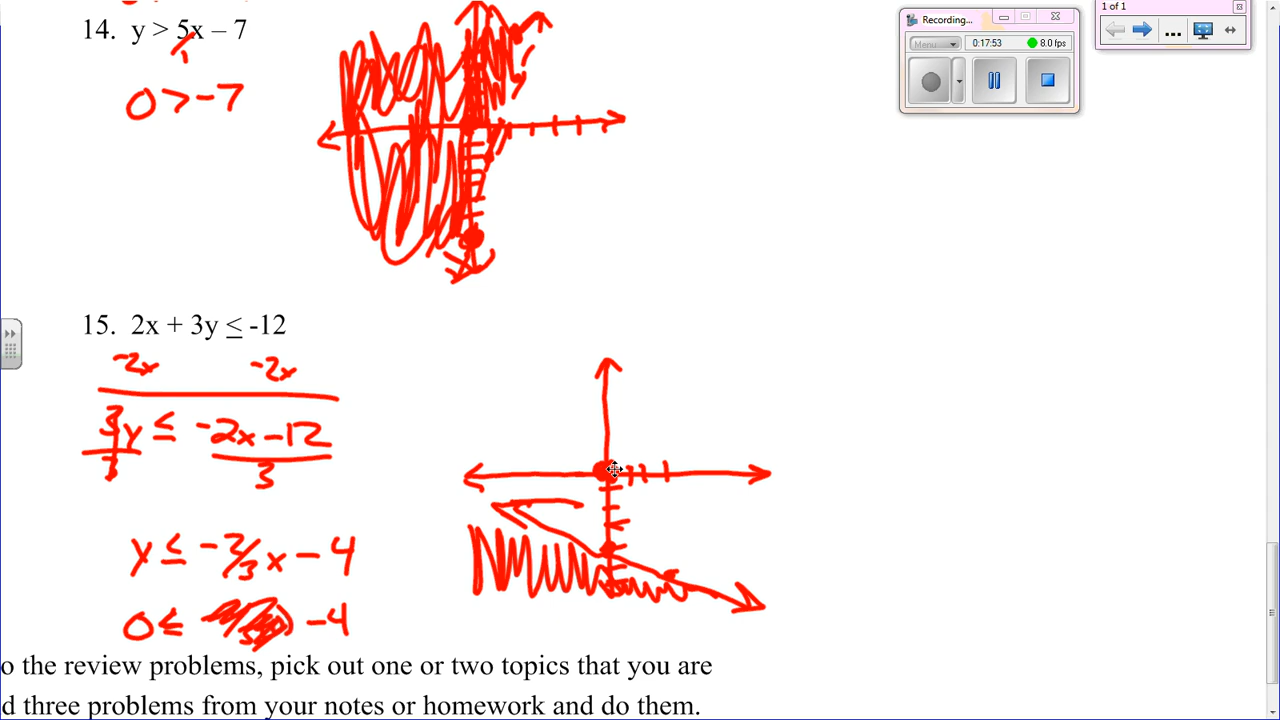 14. y > 5x – 7
1
0 > -7
15. 2x + 3y ≤ -12
-2x -2x
3y ≤ -2x - 12
3 3
y ≤ -2/3x - 4
0 ≤ -4
o the review problems, pick out one or two topics that you are
d three problems from your notes or homework and do them.
Recording...
Menu 0:17:53 8.0 fps
1 of 1
...